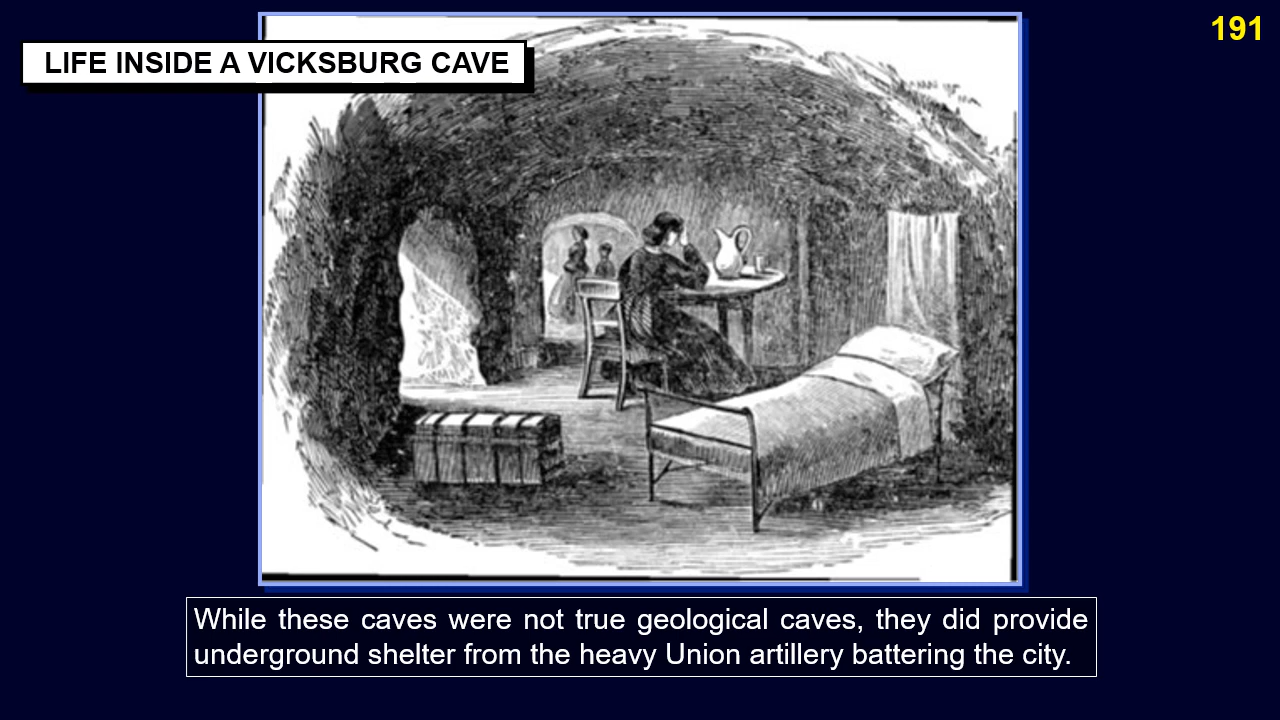 191
LIFE INSIDE A VICKSBURG CAVE
While these caves were not true geological caves, they did provide
underground shelter from the heavy Union artillery battering the city.